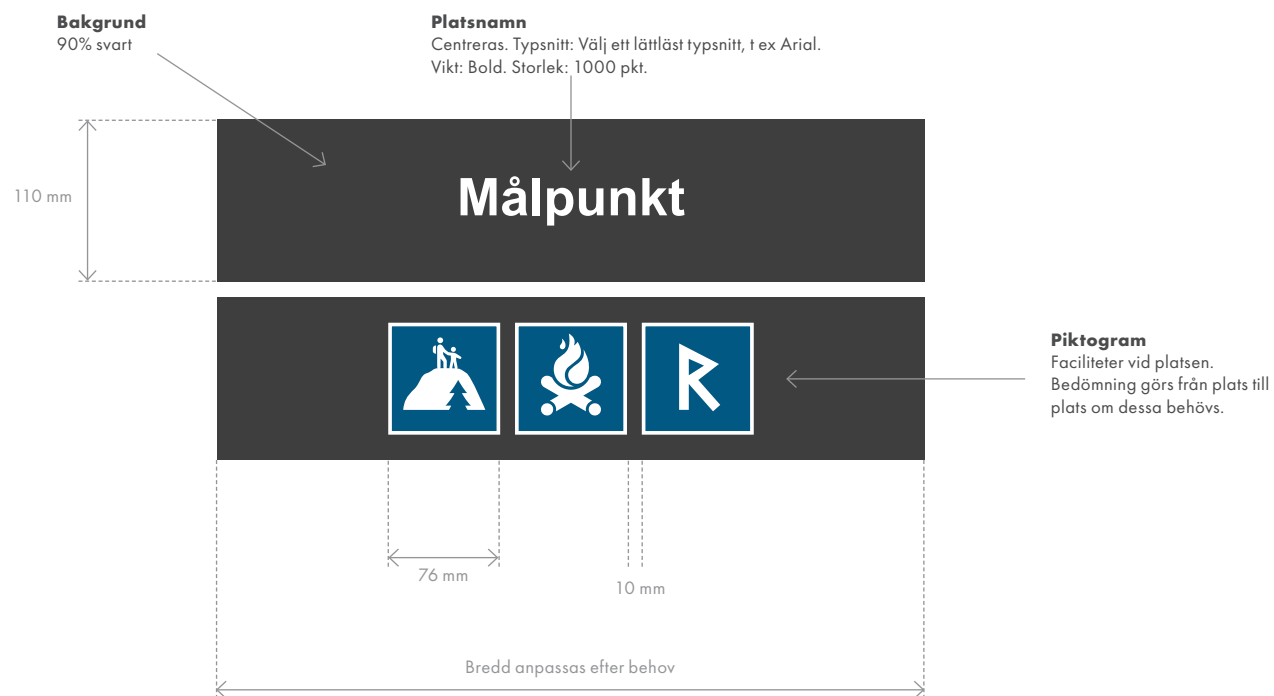 Bakgrund
90% svart
Platsnamn
Centreras. Typsnitt: Välj ett lättläst typsnitt, t ex Arial.
Vikt: Bold. Storlek: 1000 pkt.
110 mm
Målpunkt
Piktogram
Faciliteter vid platsen.
Bedömning görs från plats till
plats om dessa behövs.
76 mm
10 mm
Bredd anpassas efter behov